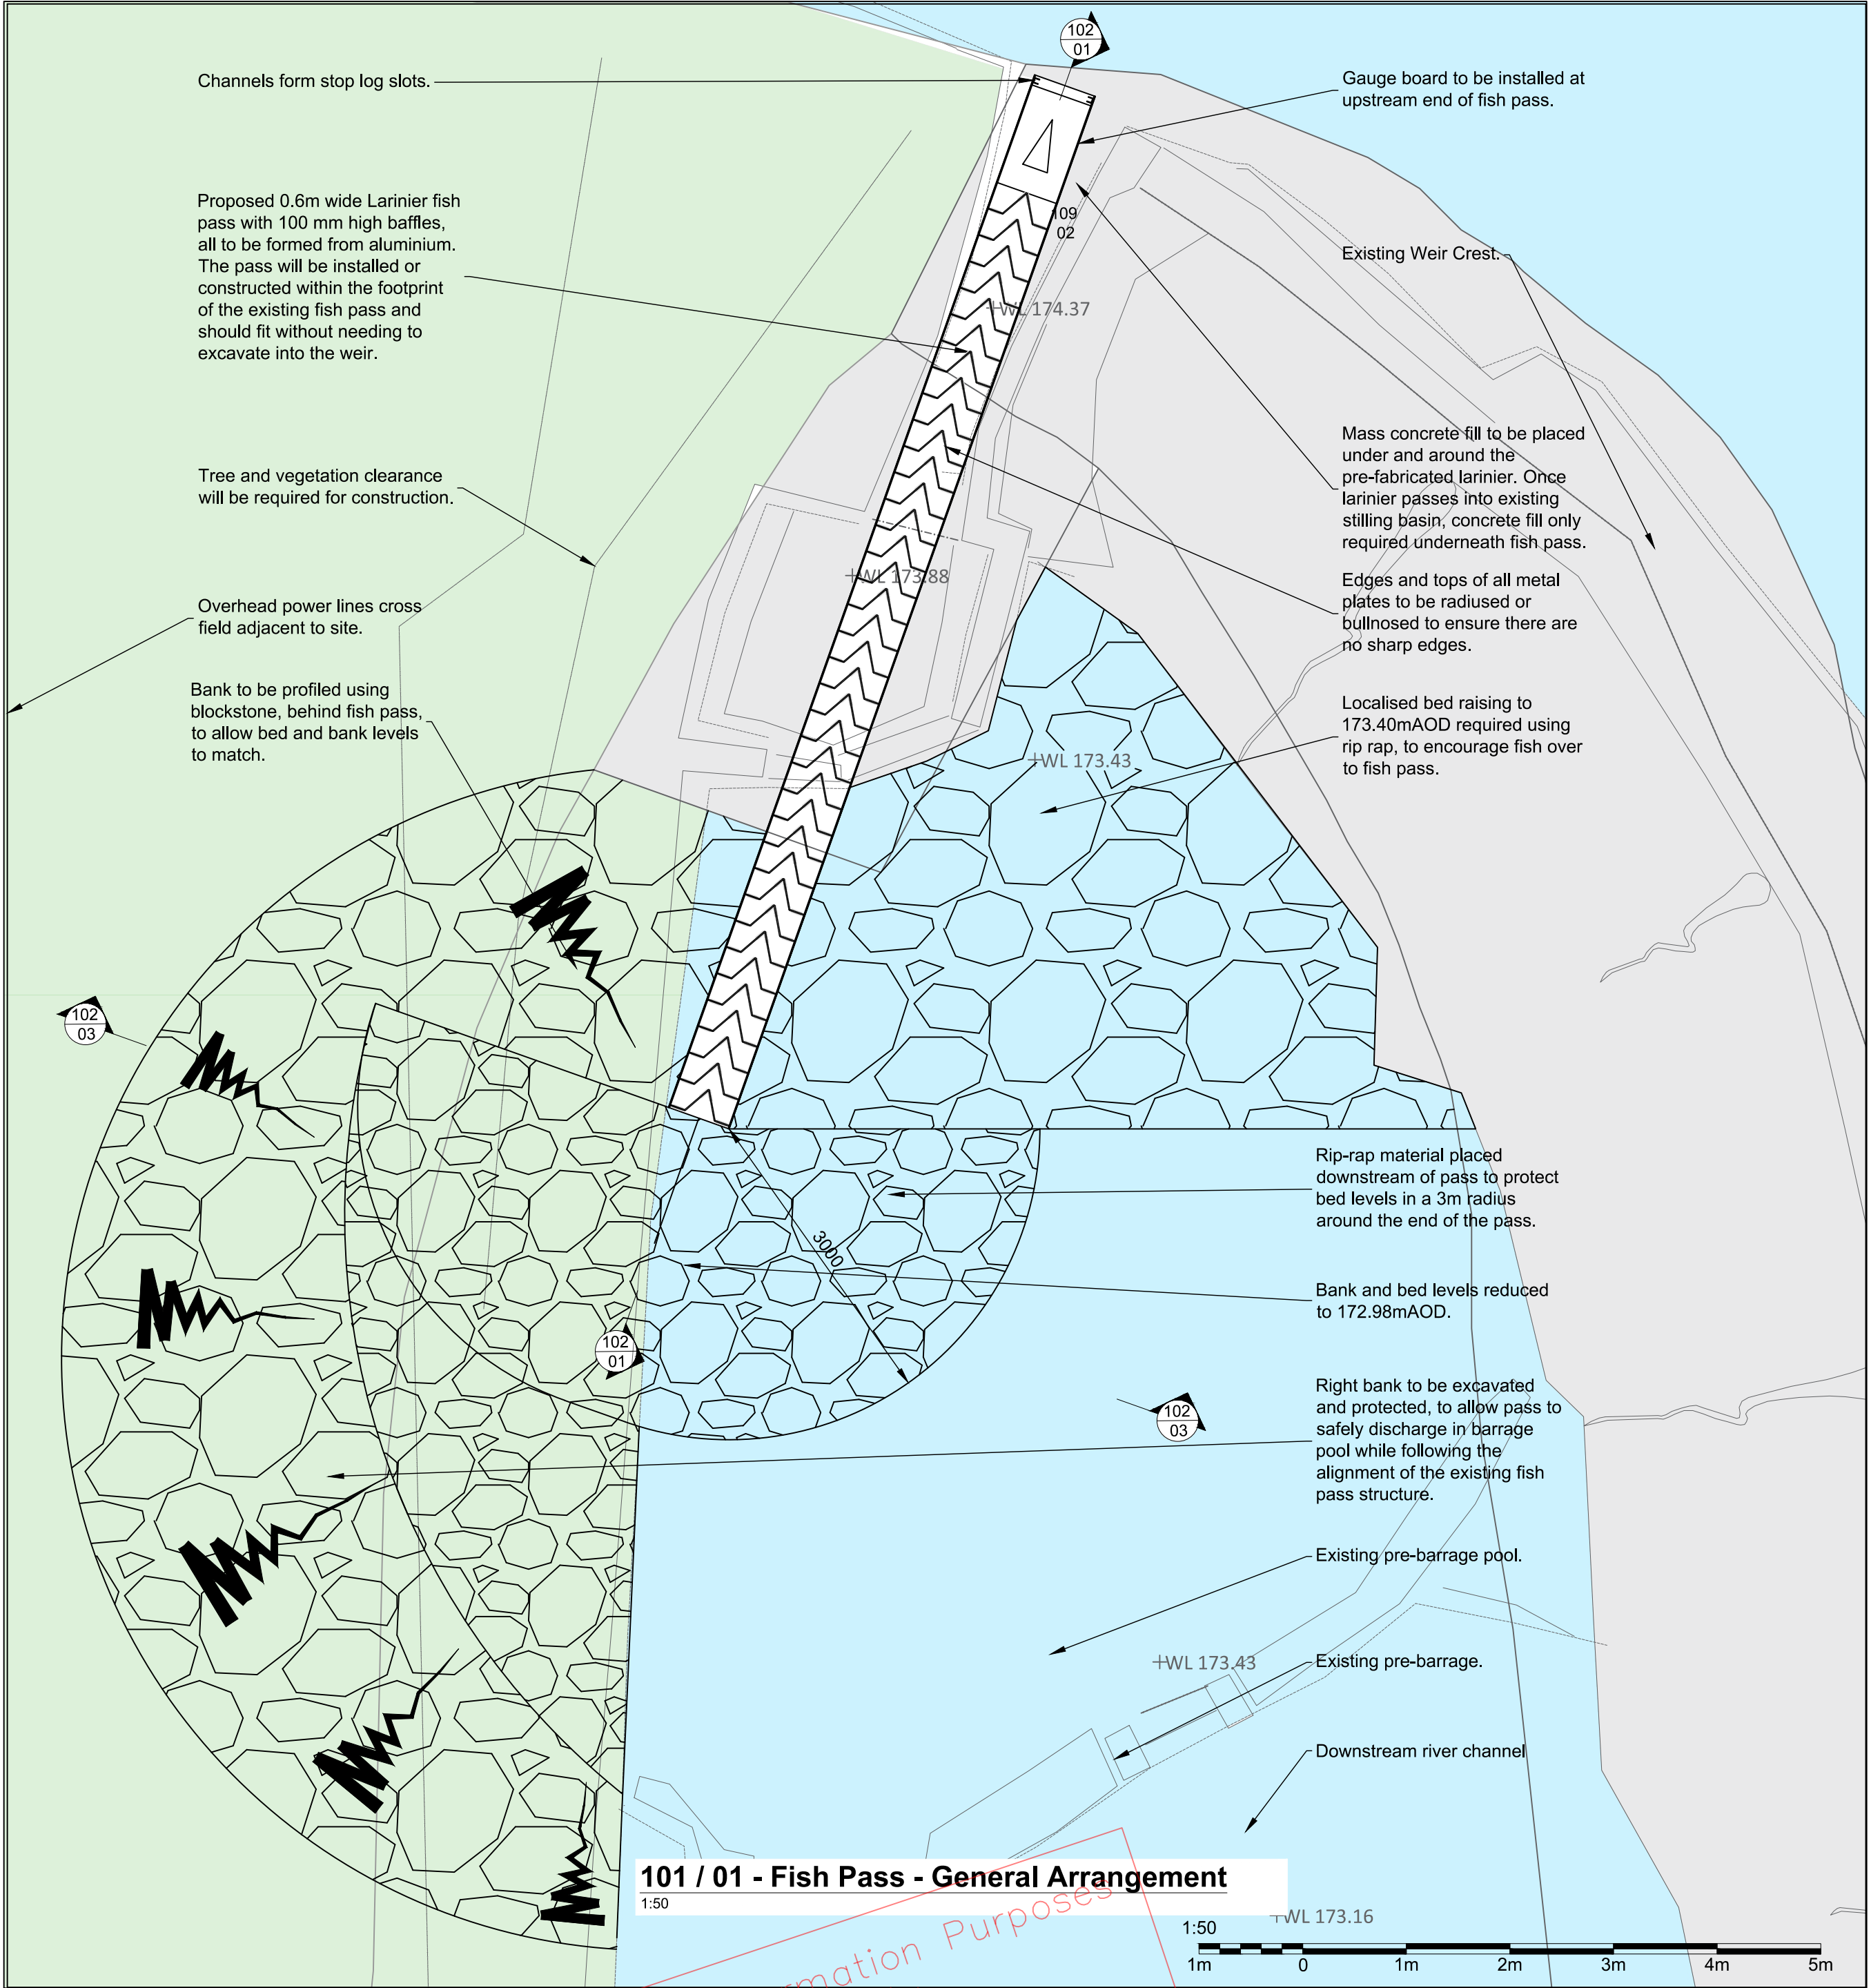 102
01
Channels form stop log slots.
Gauge board to be installed at
upstream end of fish pass.
Proposed 0.6m wide Larinier fish
pass with 100 mm high baffles,
all to be formed from aluminium.
The pass will be installed or
constructed within the footprint
of the existing fish pass and
should fit without needing to
excavate into the weir.
109
02
Existing Weir Crest.
WL 174.37
Mass concrete fill to be placed
under and around the
pre-fabricated larinier. Once
larinier passes into existing
stilling basin, concrete fill only
required underneath fish pass.
Tree and vegetation clearance
will be required for construction.
WL 173.88
Edges and tops of all metal
plates to be radiused or
bullnosed to ensure there are
no sharp edges.
Overhead power lines cross
field adjacent to site.
Bank to be profiled using
blockstone, behind fish pass,
to allow bed and bank levels
to match.
Localised bed raising to
173.40mAOD required using
rip rap, to encourage fish over
to fish pass.
WL 173.43
102
03
Rip-rap material placed
downstream of pass to protect
bed levels in a 3m radius
around the end of the pass.
3000
Bank and bed levels reduced
to 172.98mAOD.
102
01
Right bank to be excavated
and protected, to allow pass to
safely discharge in barrage
pool while following the
alignment of the existing fish
pass structure.
102
03
Existing pre-barrage pool.
WL 173.43
Existing pre-barrage.
Downstream river channel
101 / 01 - Fish Pass - General Arrangement
1:50
Purposes
WL 173.16
1:50
1m 0 1m 2m 3m 4m 5m